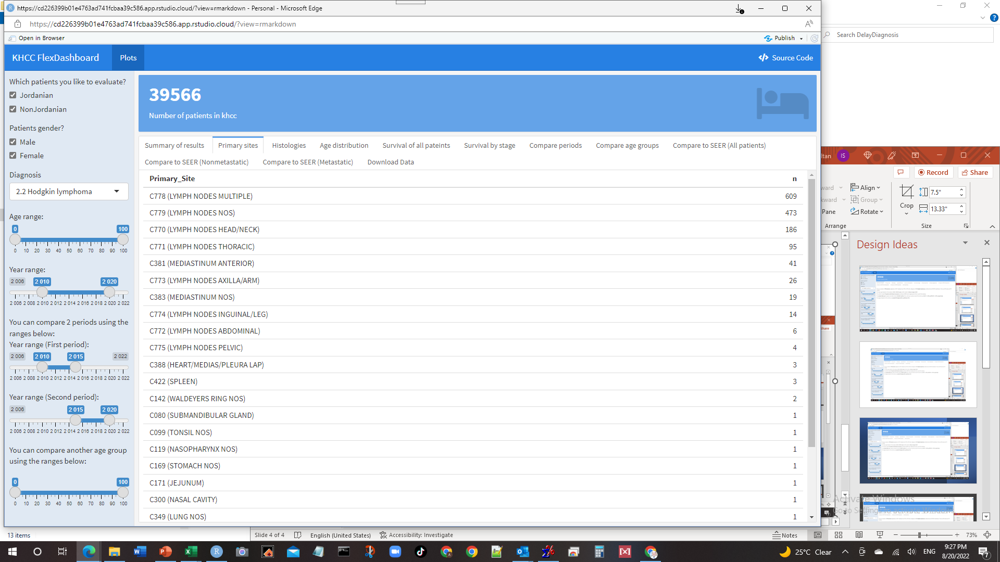 https://cd226399b01e4763ad741fcbaa39c586.app.rstudio.cloud/?view=rmarkdown - Personal - Microsoft Edge
https://cd226399b01e4763ad741fcbaa39c586.app.rstudio.cloud/?view=rmarkdown
Search DelayDiagnosis
Open in Browser
Publish
KHCC FlexDashboard
Plots
Source Code
Which patients you like to evaluate?
Jordanian
NonJordanian
Patients gender?
Male
Female
Diagnosis
2.2 Hodgkin lymphoma
Age range:
0 100
0 10 20 30 40 50 60 70 80 90 100
Year range:
2 006 2 010 2 020
2 006 2 008 2 010 2 012 2 014 2 016 2 018 2 020 2 022
You can compare 2 periods using the
ranges below:
Year range (First period):
2 006 2 010 2 015 2 022
2 006 2 008 2 010 2 012 2 014 2 016 2 018 2 020 2 022
Year range (Second period):
2 006 2 015 2 020
2 006 2 008 2 010 2 012 2 014 2 016 2 018 2 020 2 022
You can compare another age group
using the ranges below:
0 100
0 10 20 30 40 50 60 70 80 90 100
39566
Number of patients in khcc
Summary of results Primary sites Histologies Age distribution Survival of all pateints Survival by stage Compare periods Compare age groups Compare to SEER (All patients)
Compare to SEER (Nonmetastatic) Compare to SEER (Metastatic) Download Data
Primary_Site n
C778 (LYMPH NODES MULTIPLE) 609
C779 (LYMPH NODES NOS) 473
C770 (LYMPH NODES HEAD/NECK) 186
C771 (LYMPH NODES THORACIC) 95
C381 (MEDIASTINUM ANTERIOR) 41
C773 (LYMPH NODES AXILLA/ARM) 26
C383 (MEDIASTINUM NOS) 19
C774 (LYMPH NODES INGUINAL/LEG) 14
C772 (LYMPH NODES ABDOMINAL) 6
C775 (LYMPH NODES PELVIC) 4
C388 (HEART/MEDIAS/PLEURA LAP) 3
C422 (SPLEEN) 3
C142 (WALDEYERS RING NOS) 2
C080 (SUBMANDIBULAR GLAND) 1
C099 (TONSIL NOS) 1
C119 (NASOPHARYNX NOS) 1
C169 (STOMACH NOS) 1
C171 (JEJUNUM) 1
C300 (NASAL CAVITY) 1
C349 (LUNG NOS) 1
ltan IS
Record Share
ward Align
kward Group
Pane Rotate
Crop
7.5"
13.33"
Arrange Size
Design Ideas
Activate Windows
Go to Settings to activate Windows.
13 items
Slide 4 of 4 English (United States) Accessibility: Investigate Notes 73%
25°C Clear ENG
9:27 PM
8/20/2022
7